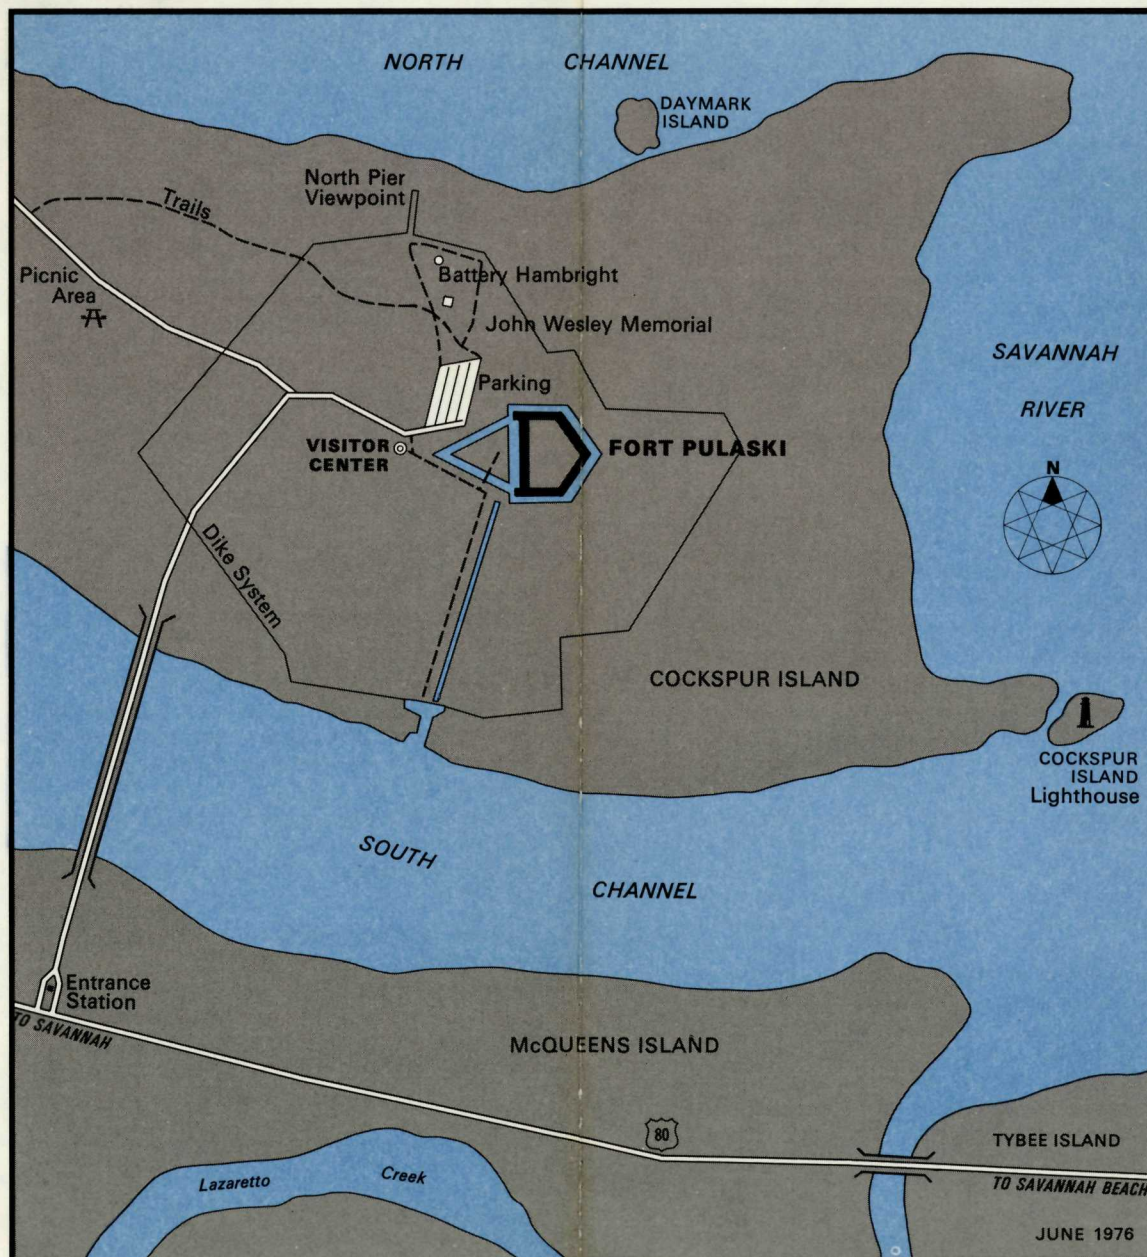 NORTH CHANNEL
DAYMARK
ISLAND
North Pier
Viewpoint
Trails
Battery Hambright
Picnic
Area
John Wesley Memorial
SAVANNAH
RIVER
Parking
VISITOR
CENTER
FORT PULASKI
N
Dike System
COCKSPUR ISLAND
COCKSPUR
ISLAND
Lighthouse
SOUTH
CHANNEL
Entrance
Station
TO SAVANNAH
McQUEENS ISLAND
80
TYBEE ISLAND
Lazaretto Creek
TO SAVANNAH BEACH
JUNE 1976